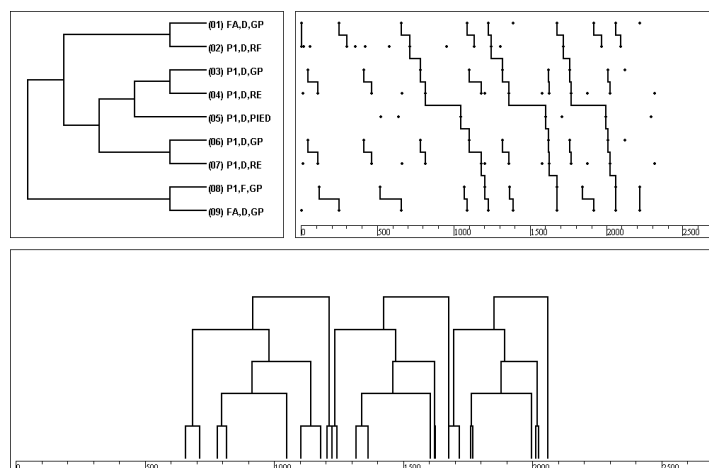 (01) FA,D,GP
(02) P1,D,RF
(03) P1,D,GP
(04) P1,D,RE
(05) P1,D,PIED
(06) P1,D,GP
(07) P1,D,RE
(08) P1,F,GP
(09) FA,D,GP
0 500 1000 1500 2000 2500
0 500 1000 1500 2000 2500